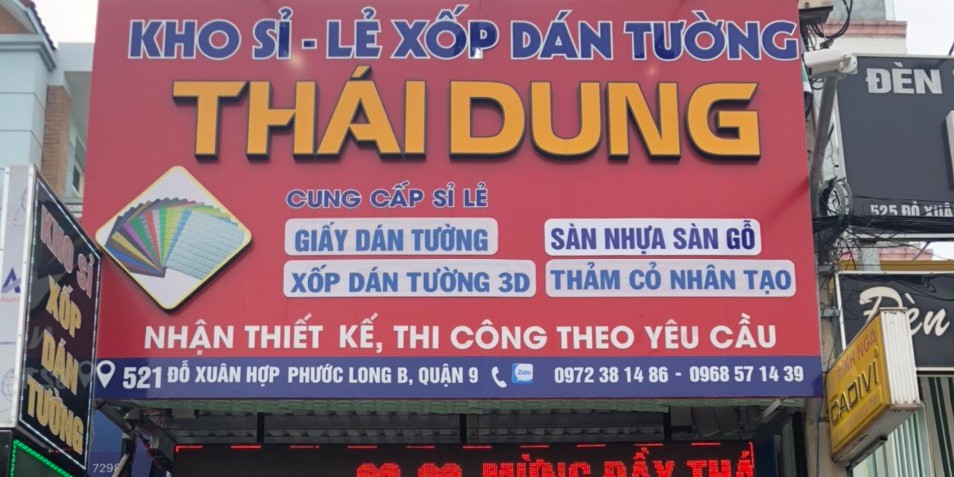 KHO SỈ - LẺ XỐP DÁN TƯỜNG
THÁI DUNG
CUNG CẤP SỈ LẺ
GIẤY DÁN TƯỜNG
SÀN NHỰA SÀN GỖ
XỐP DÁN TƯỜNG 3D
THẢM CỎ NHÂN TẠO
NHẬN THIẾT KẾ, THI CÔNG THEO YÊU CẦU
521 ĐỖ XUÂN HỢP PHƯỚC LONG B, QUẬN 9 Zalo 0972 38 14 86 - 0968 57 14 39
KHO SỈ
XỐP
DÁN
TƯỜNG
ĐÈN
525 ĐỖ XUÂ
Đèn
CADIVI
MỪNG ĐẦY THÁ